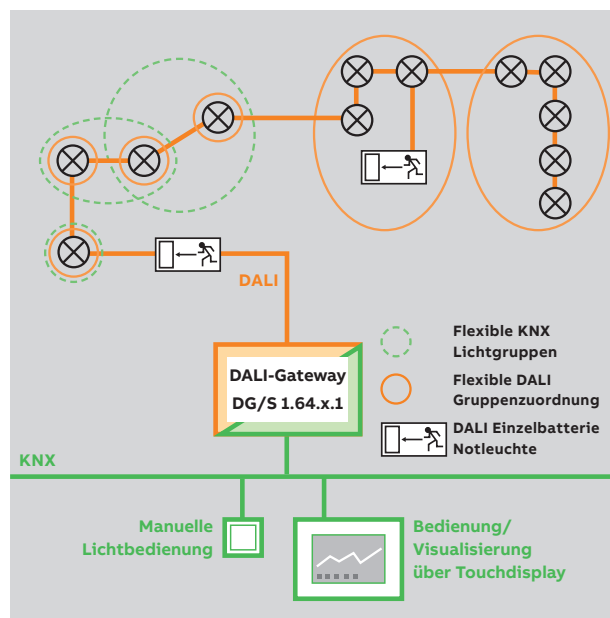 DALI
DALI-Gateway
DG/S 1.64.x.1
Flexible KNX
Lichtgruppen
Flexible DALI
Gruppenzuordnung
DALI Einzelbatterie
Notleuchte
KNX
Manuelle
Lichtbedienung
Bedienung/
Visualisierung
über Touchdisplay